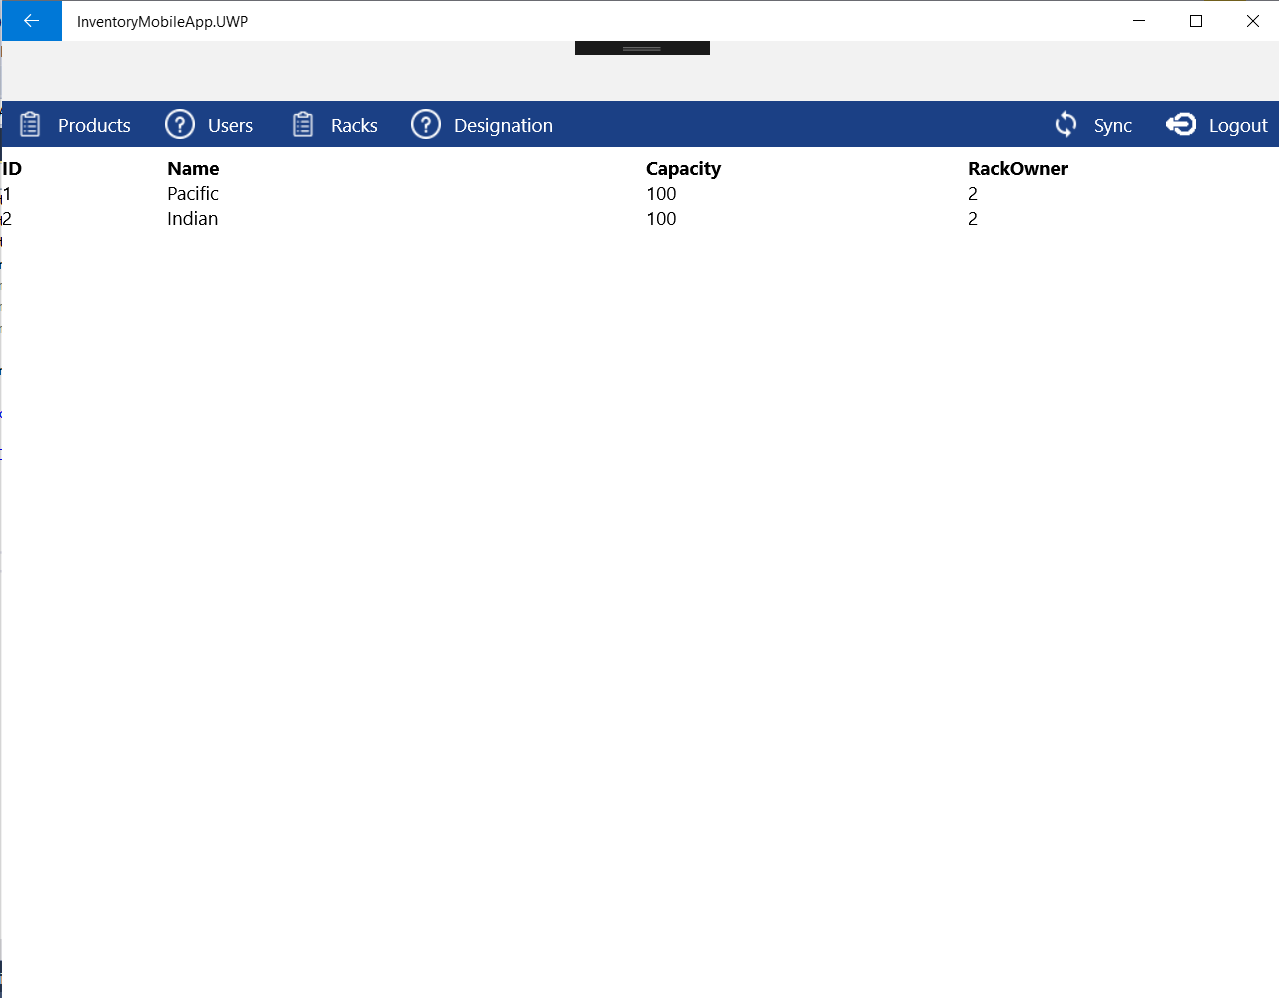 InventoryMobileApp.UWP
Products Users Racks Designation Sync Logout
ID Name Capacity RackOwner
1 Pacific 100 2
2 Indian 100 2